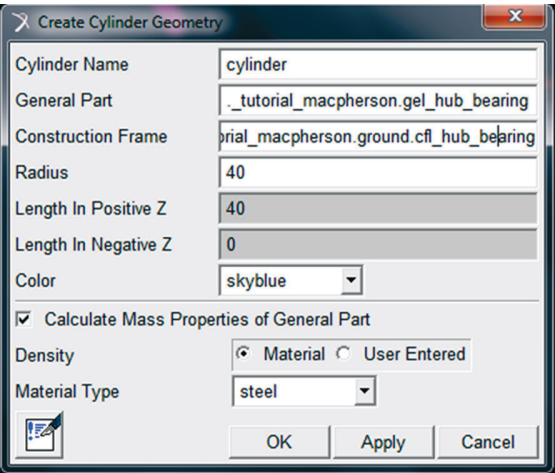 Create Cylinder Geometry
Cylinder Name cylinder
General Part ._tutorial_macpherson.gel_hub_bearing
Construction Frame orial_macpherson.ground.cfl_hub_bearing
Radius 40
Length In Positive Z 40
Length In Negative Z 0
Color skyblue
Calculate Mass Properties of General Part
Density Material User Entered
Material Type steel
OK Apply Cancel